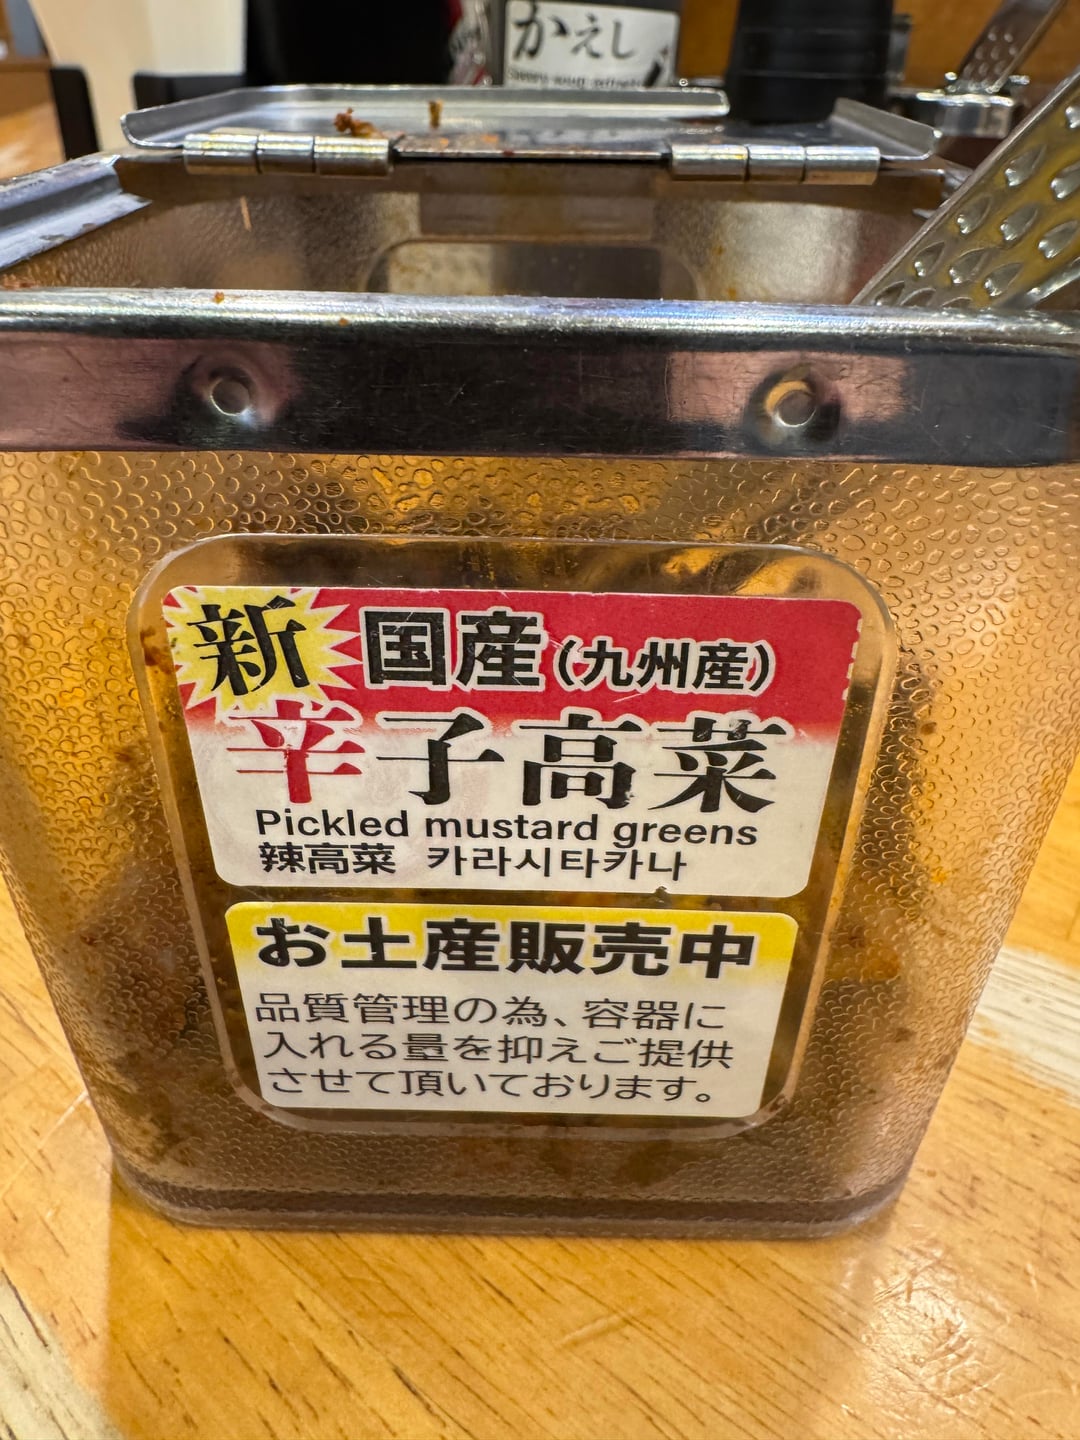 かえし
新 国産(九州産)
辛子高菜
Pickled mustard greens
辣高菜 카라시타카나
お土産販売中
品質管理の為、容器に
入れる量を抑えご提供
させて頂いております。